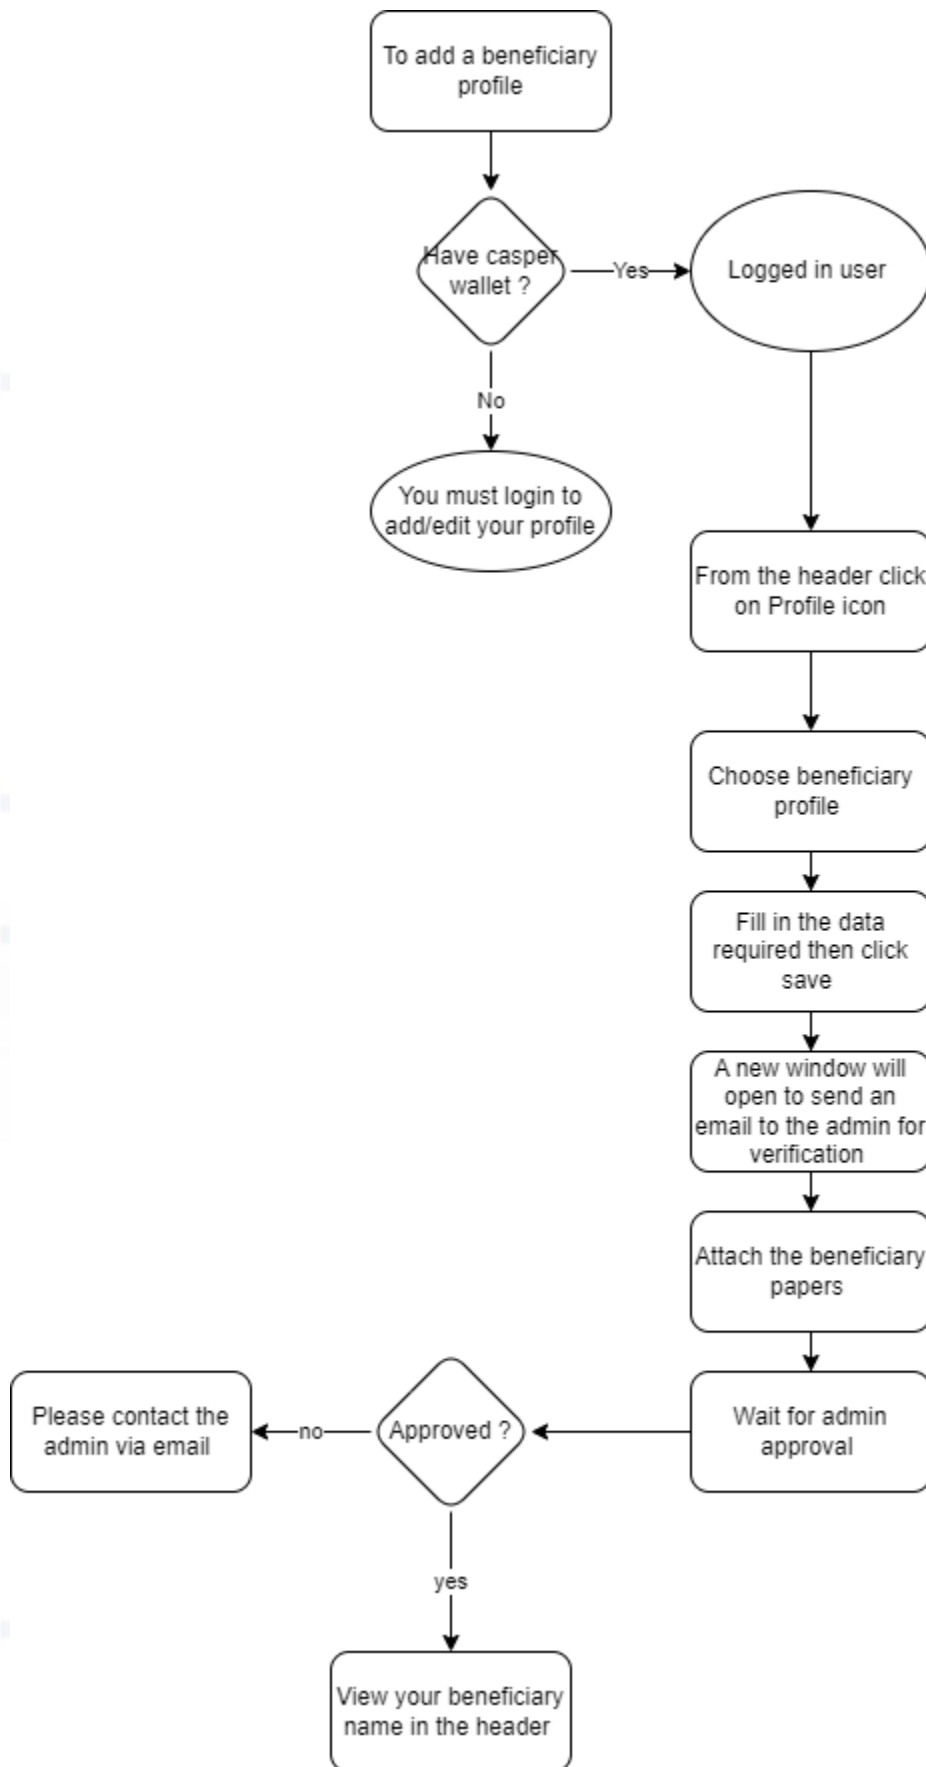 To add a beneficiary
profile
Have casper
wallet ?
Yes
Logged in user
No
You must login to
add/edit your profile
From the header click
on Profile icon
Choose beneficiary
profile
Fill in the data
required then click
save
A new window will
open to send an
email to the admin for
verification
Attach the beneficiary
papers
Wait for admin
approval
Approved ?
no
Please contact the
admin via email
yes
View your beneficiary
name in the header